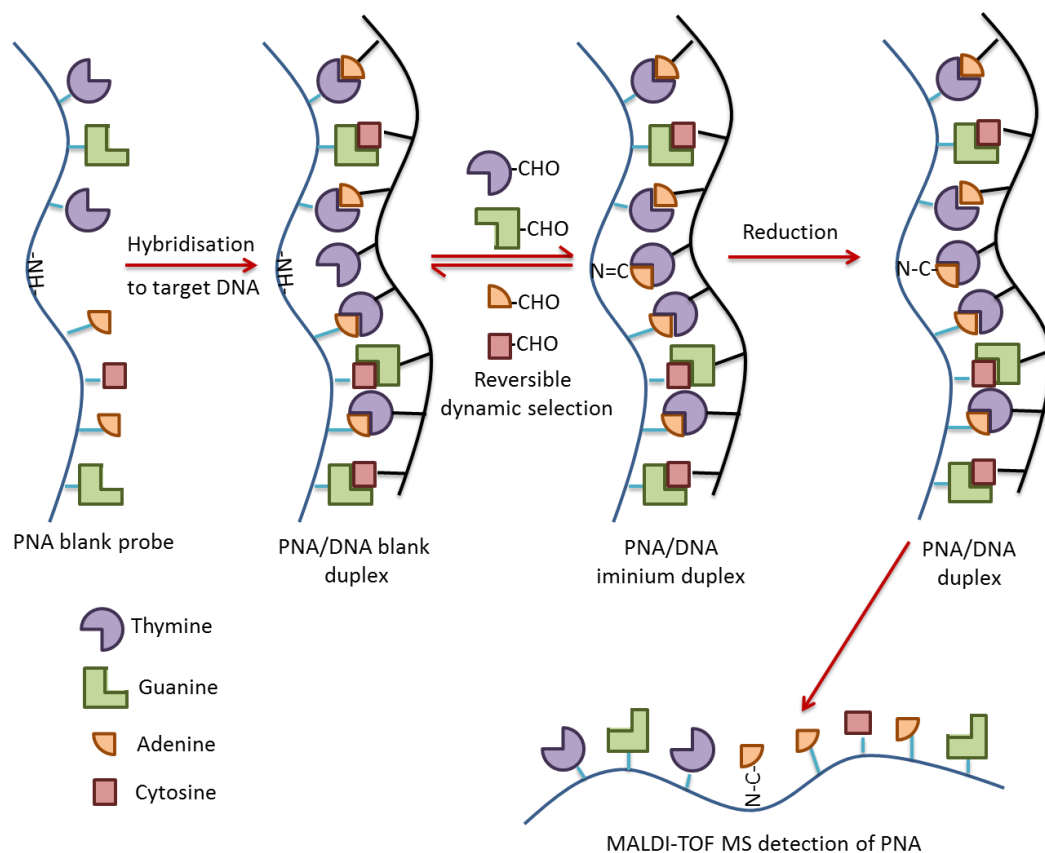 -CHO
-CHO
Hybridisation
to target DNA
-HN-
-HN-
N=C
Reduction
N-C-
-CHO
-CHO
Reversible
dynamic selection
PNA blank probe
PNA/DNA blank
duplex
PNA/DNA
iminium duplex
PNA/DNA
duplex
Thymine
Guanine
Adenine
Cytosine
N-C-
MALDI-TOF MS detection of PNA